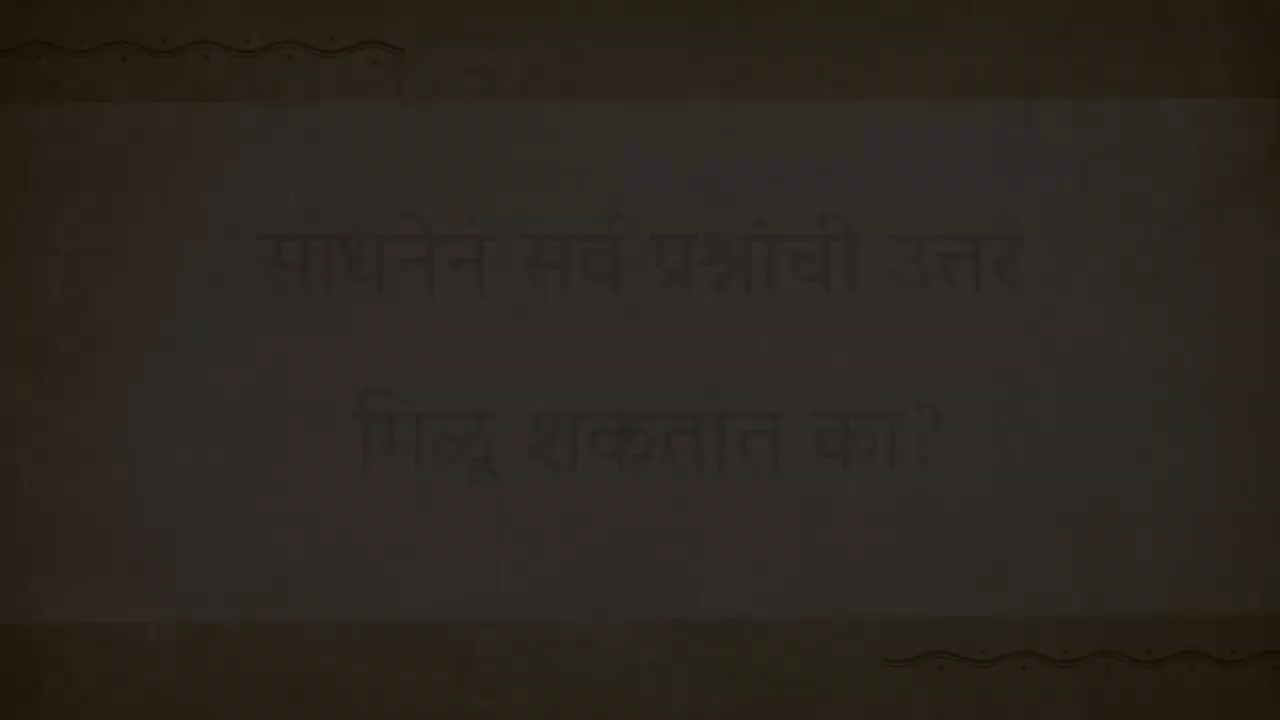 साधनेनं सर्व प्रश्नांची उत्तरं
मिळू शकतात का?